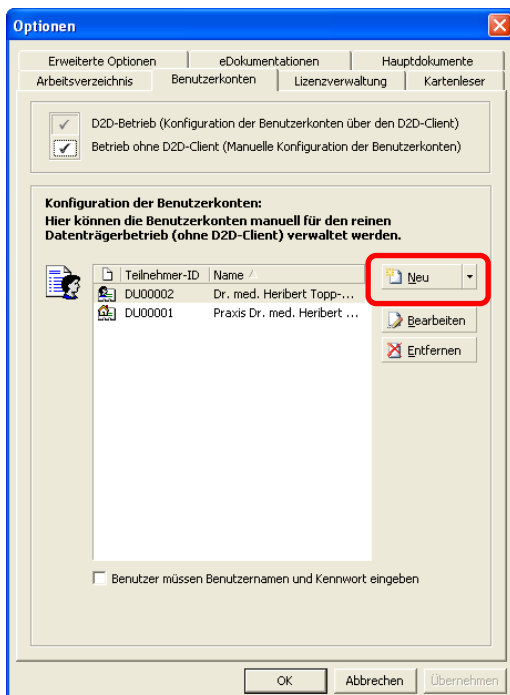 Optionen
Erweiterte Optionen eDokumentationen Hauptdokumente
Arbeitsverzeichnis Benutzerkonten Lizenzverwaltung Kartenleser
D2D-Betrieb (Konfiguration der Benutzerkonten über den D2D-Client)
Betrieb ohne D2D-Client (Manuelle Konfiguration der Benutzerkonten)
Konfiguration der Benutzerkonten:
Hier können die Benutzerkonten manuell für den reinen
Datenträgerbetrieb (ohne D2D-Client) verwaltet werden.
Teilnehmer-ID Name
Neu
DU00002 Dr. med. Heribert Topp-...
DU00001 Praxis Dr. med. Heribert ...
Bearbeiten
Entfernen
Benutzer müssen Benutzernamen und Kennwort eingeben
OK Abbrechen Übernehmen